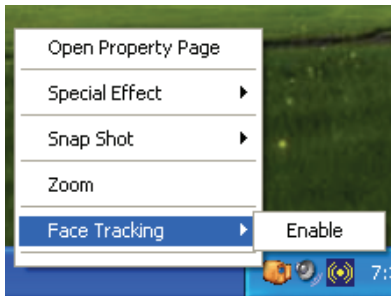 Open Property Page
Special Effect
Snap Shot
Zoom
Face Tracking
Enable